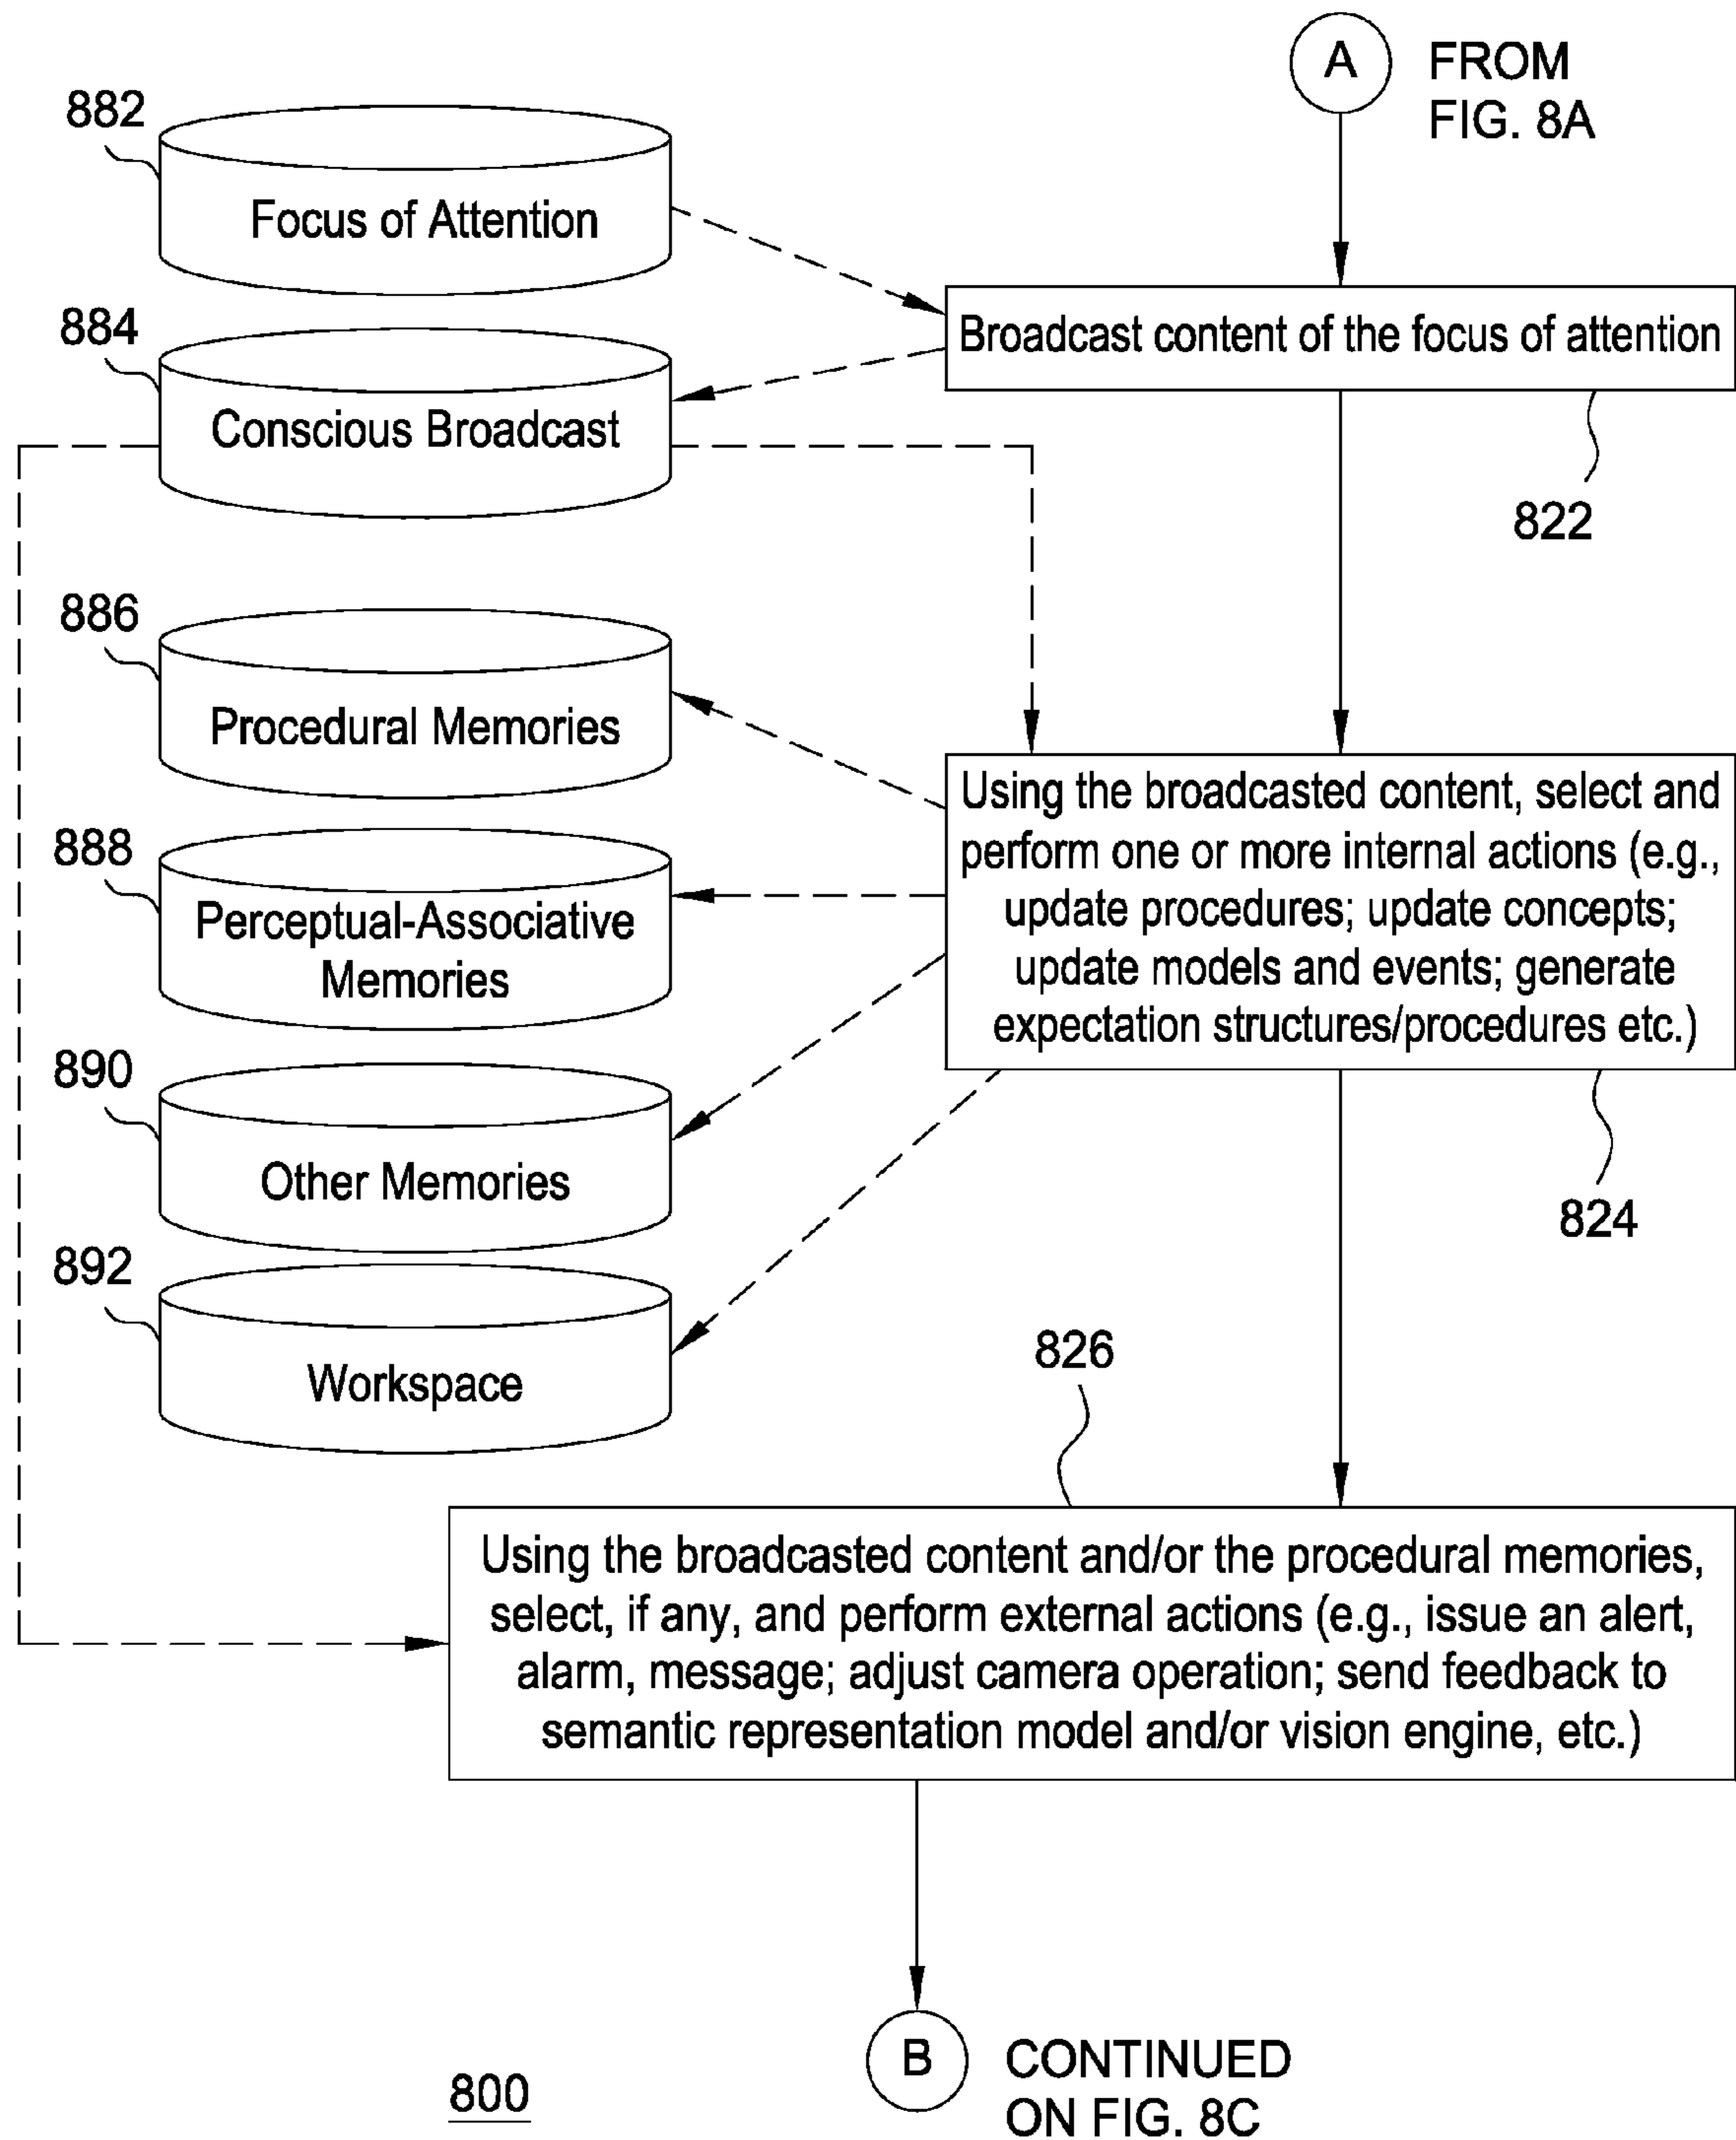 A
FROM
FIG. 8A
882
Focus of Attention
884
Broadcast content of the focus of attention
Conscious Broadcast
822
886
Procedural Memories
Using the broadcasted content, select and
perform one or more internal actions (e.g.,
update procedures; update concepts;
update models and events; generate
expectation structures/procedures etc.)
888
Perceptual-Associative
Memories
890
Other Memories
824
892
Workspace
826
Using the broadcasted content and/or the procedural memories,
select, if any, and perform external actions (e.g., issue an alert,
alarm, message; adjust camera operation; send feedback to
semantic representation model and/or vision engine, etc.)
B
CONTINUED
ON FIG. 8C
800